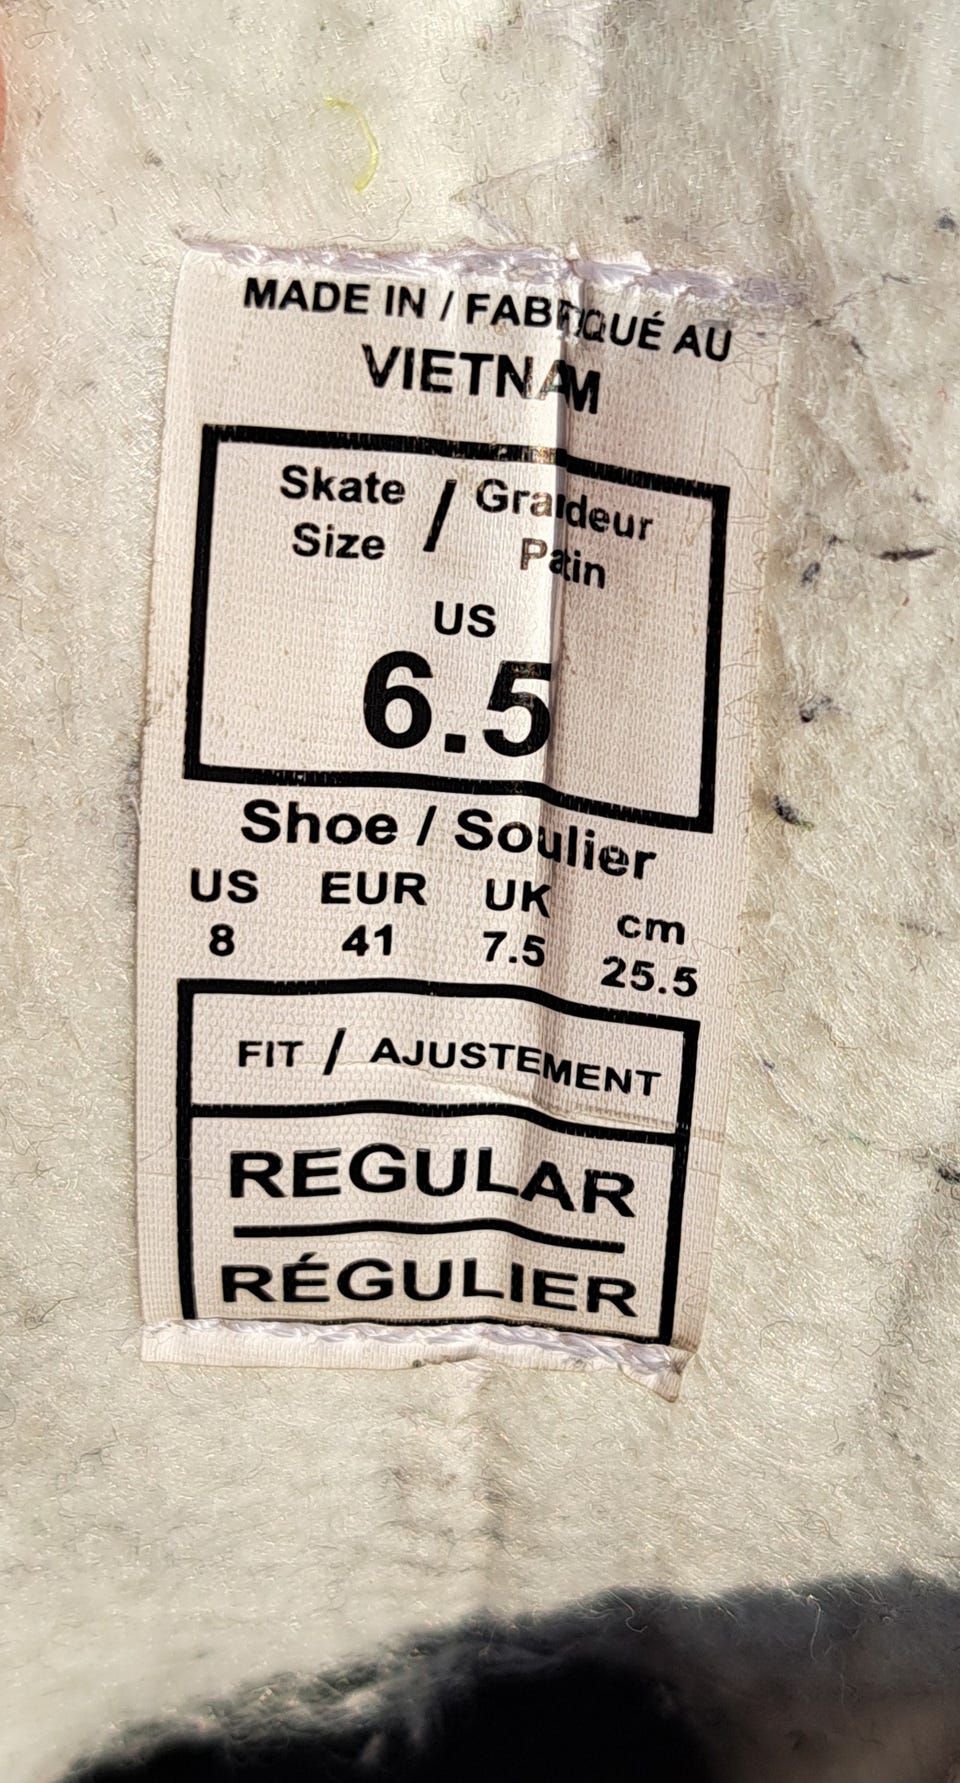 MADE IN / FABRIQUÉ AU
VIETNAM
Skate / Grandeur
Size Patin
US
6.5
Shoe / Soulier
US EUR UK cm
8 41 7.5 25.5
FIT / AJUSTEMENT
REGULAR
RÉGULIER